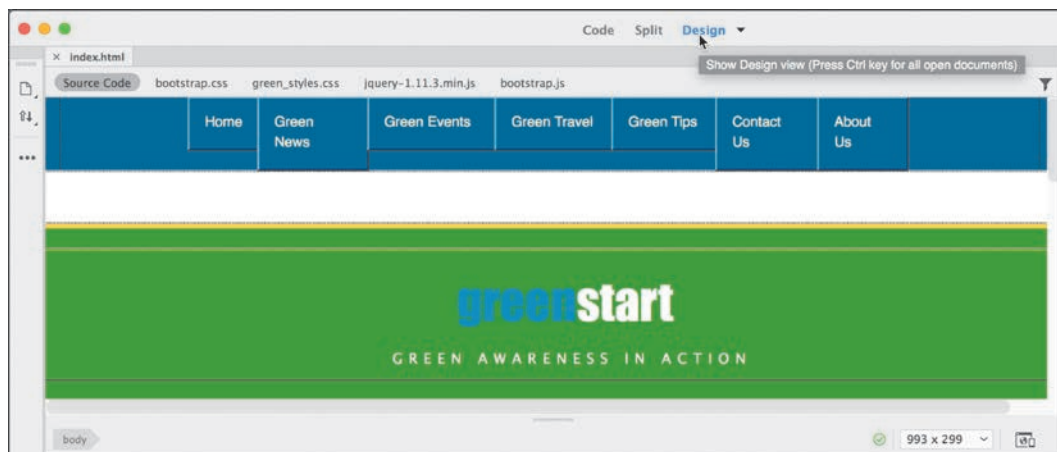 Code Split Design
× index.html
Show Design view (Press Ctrl key for all open documents)
Source Code bootstrap.css green_styles.css jquery-1.11.3.min.js bootstrap.js
Home Green News Green Events Green Travel Green Tips Contact Us About Us
greenstart
GREEN AWARENESS IN ACTION
body 993 x 299